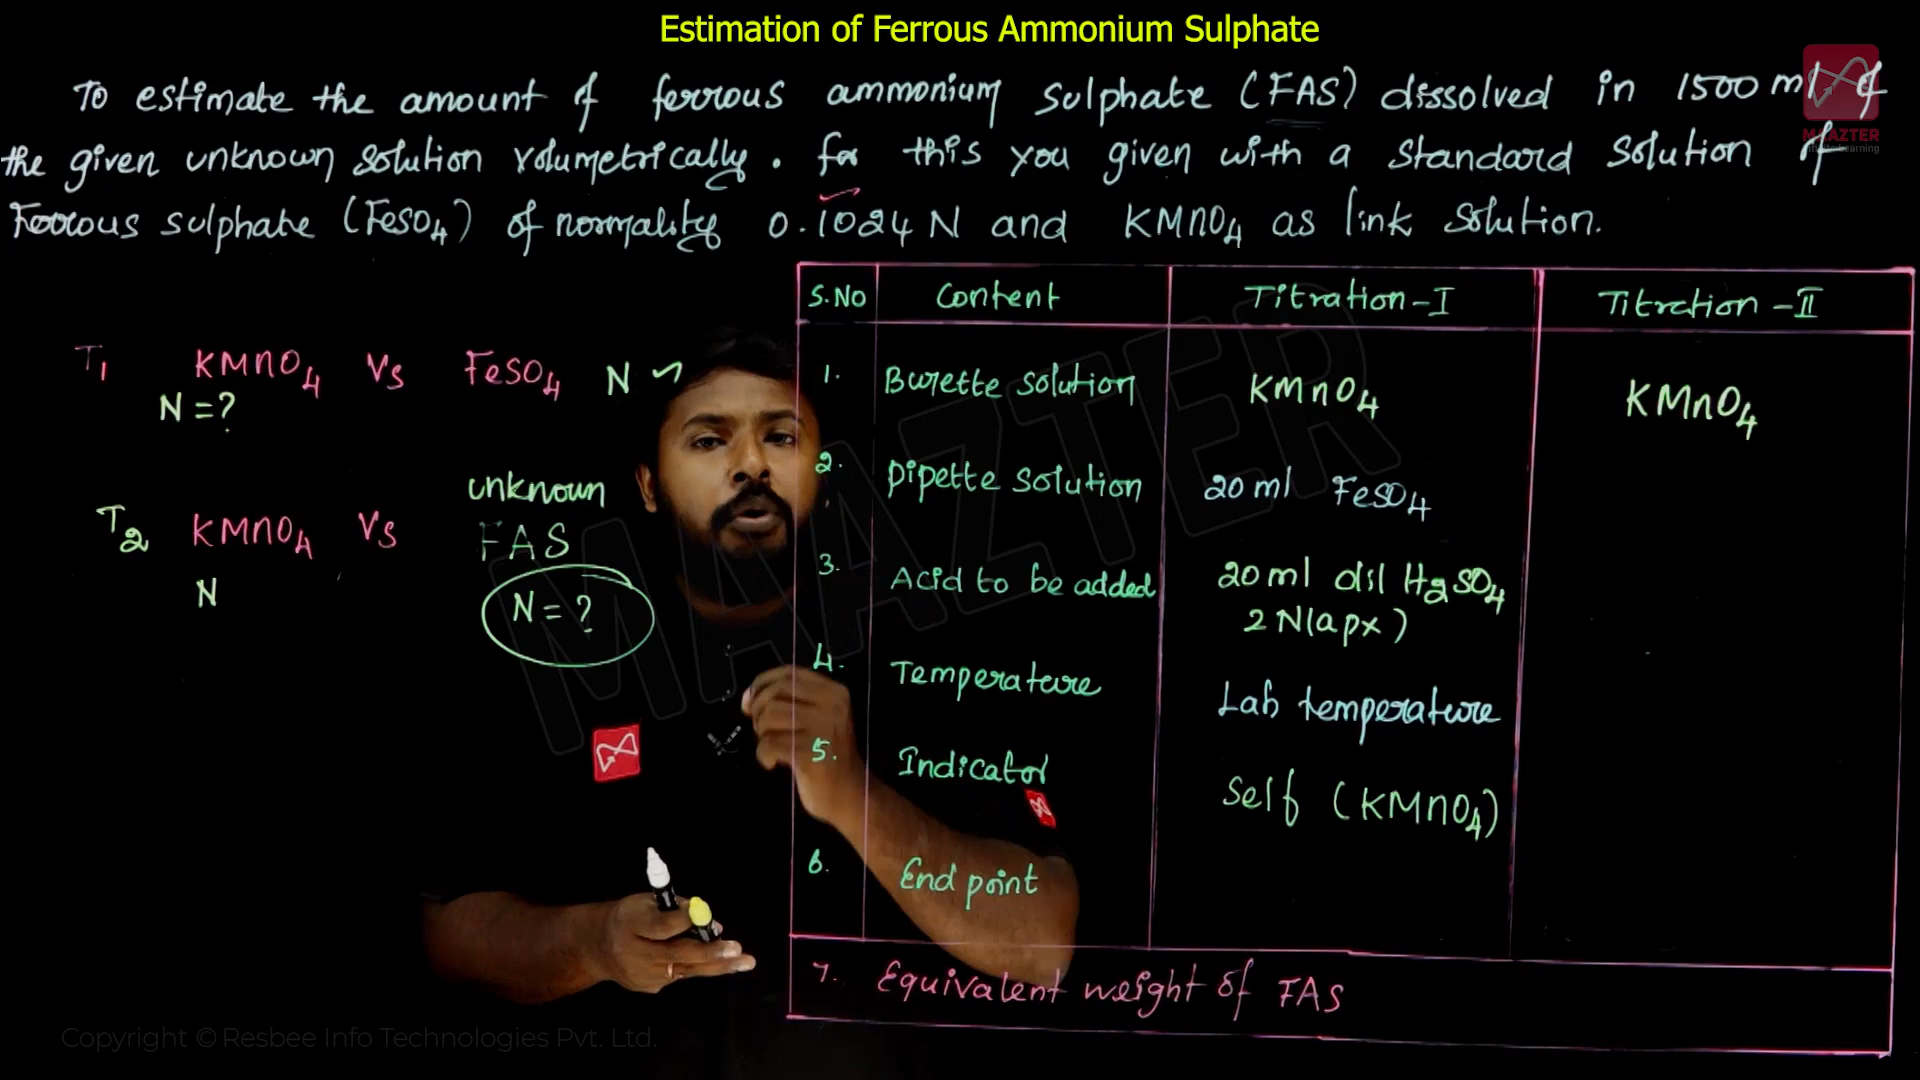 Estimation of Ferrous Ammonium Sulphate
To estimate the amount of ferrous ammonium sulphate (FAS) dissolved in 1500 ml of
the given unknown solution volumetrically. for this you given with a standard solution of
Ferrous sulphate (FeSO4) of normality 0.1024 N and KMnO4 as link solution.
MAAZTER
S.No Content Titration-I Titration-II
T1 KMnO4 Vs FeSO4 N
N=?
1. Burette solution KMnO4 KMnO4
2. Pipette solution 20 ml FeSO4
unknown
T2 KMnO4 Vs FAS
N N=?
3. Acid to be added 20 ml dil H2SO4
2 N(apx)
4. Temperature Lab temperature
5. Indicator Self (KMnO4)
6. End point
7. Equivalent weight of FAS
MAAZTER
Copyright © Resbee Info Technologies Pvt. Ltd.